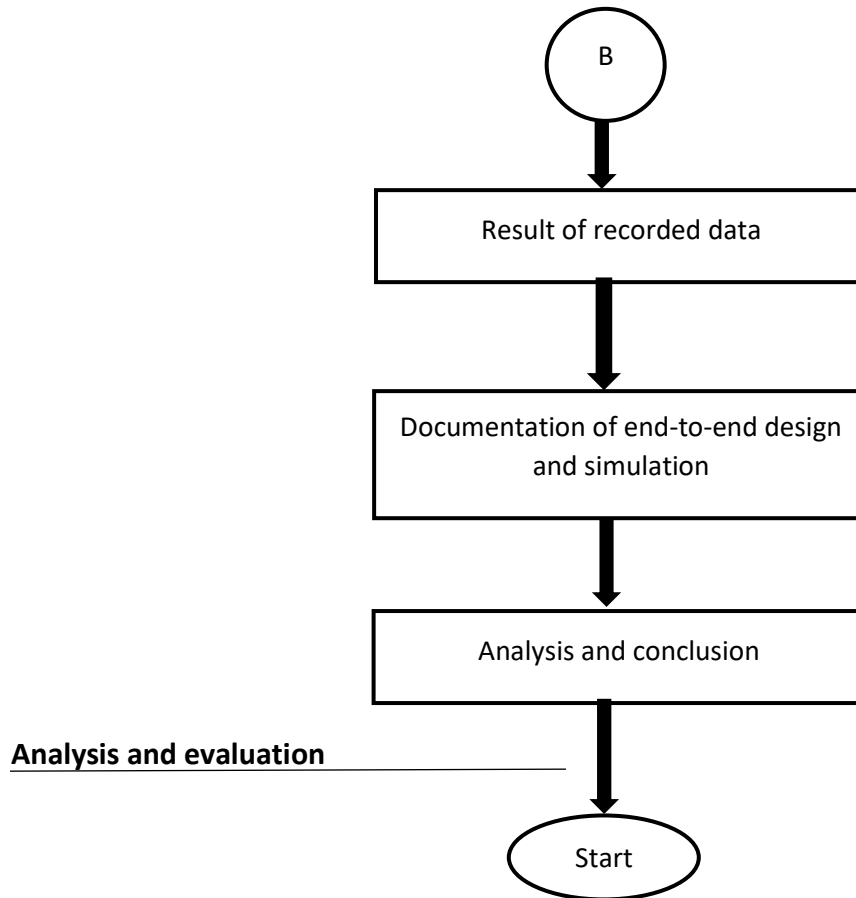 B
Result of recorded data
Documentation of end-to-end design
and simulation
Analysis and conclusion
Analysis and evaluation
Start